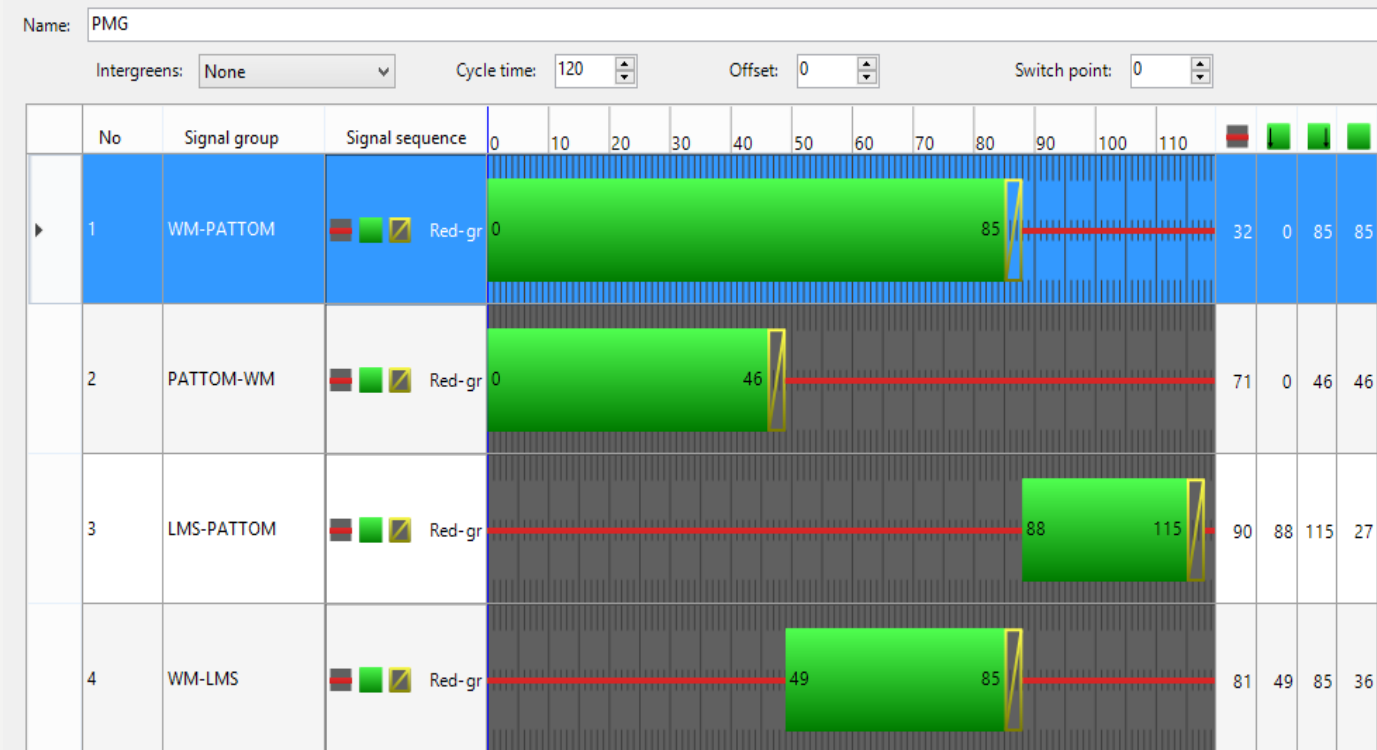 Name: PMG
Intergreens: None Cycle time: 120 Offset: 0 Switch point: 0
No Signal group Signal sequence 0 10 20 30 40 50 60 70 80 90 100 110
1 WM-PATTOM Red-gr 0 85 32 0 85 85
2 PATTOM-WM Red-gr 0 46 71 0 46 46
3 LMS-PATTOM Red-gr 88 115 90 88 115 27
4 WM-LMS Red-gr 49 85 81 49 85 36